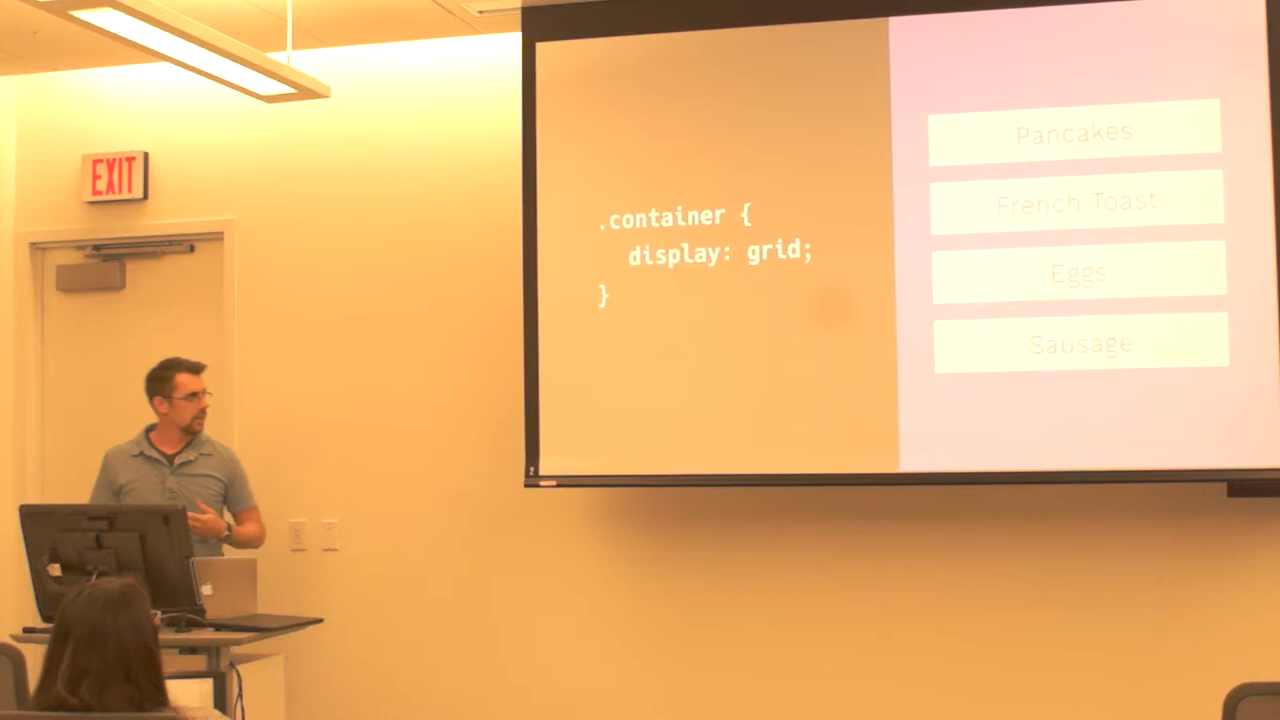 EXIT
.container {
display: grid;
}
Pancakes
French Toast
Eggs
Sausage